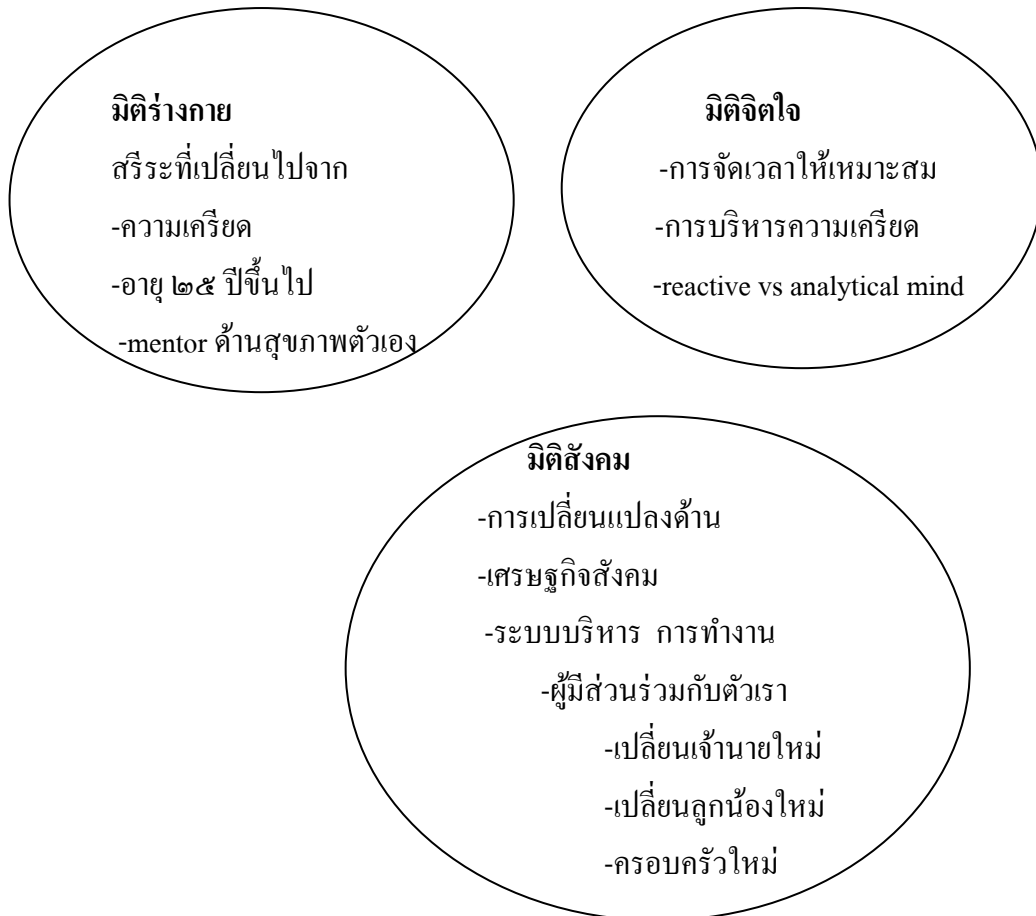 มิติร่างกาย
สรีระที่เปลี่ยนไปจาก
-ความเครียด
-อายุ ๒๕ ปีขึ้นไป
-mentor ด้านสุขภาพตัวเอง
มิติจิตใจ
-การจัดเวลาให้เหมาะสม
-การบริหารความเครียด
-reactive vs analytical mind
มิติสังคม
-การเปลี่ยนแปลงด้าน
-เศรษฐกิจสังคม
-ระบบบริหาร การทำงาน
-ผู้มีส่วนร่วมกับตัวเรา
-เปลี่ยนเจ้านายใหม่
-เปลี่ยนลูกน้องใหม่
-ครอบครัวใหม่